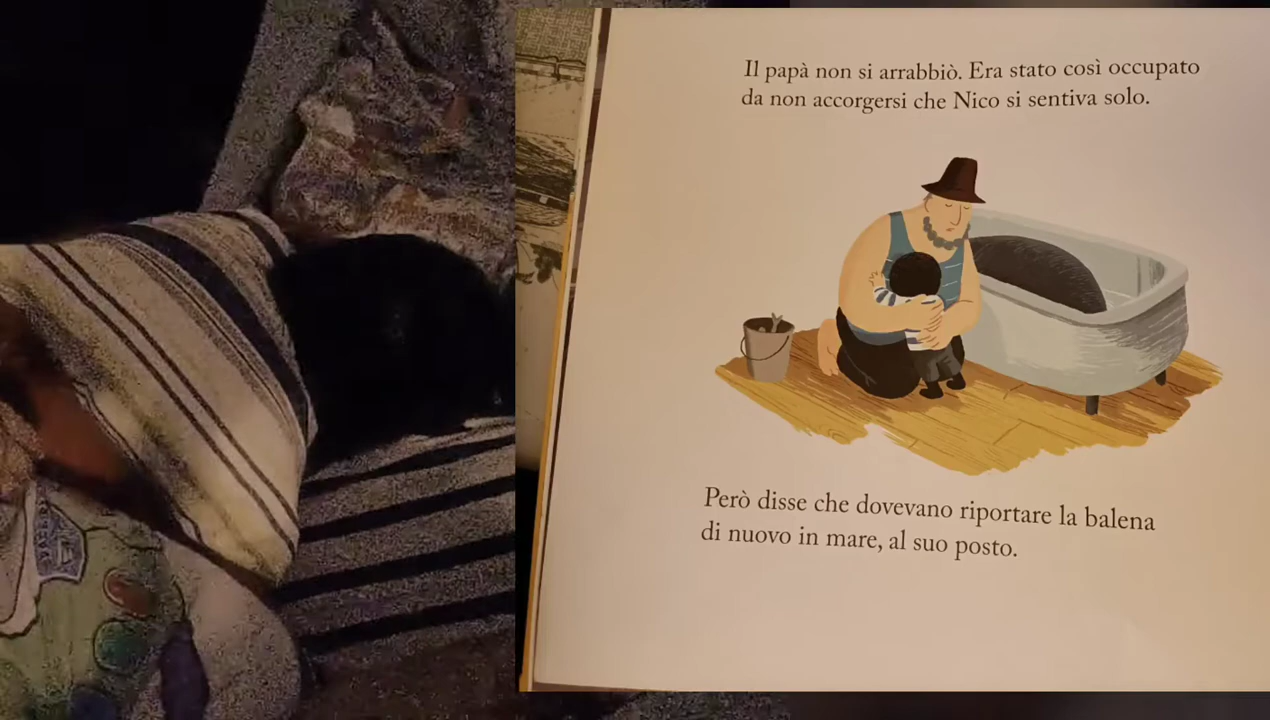 Il papà non si arrabbiò. Era stato così occupato
da non accorgersi che Nico si sentiva solo.
Però disse che dovevano riportare la balena
di nuovo in mare, al suo posto.